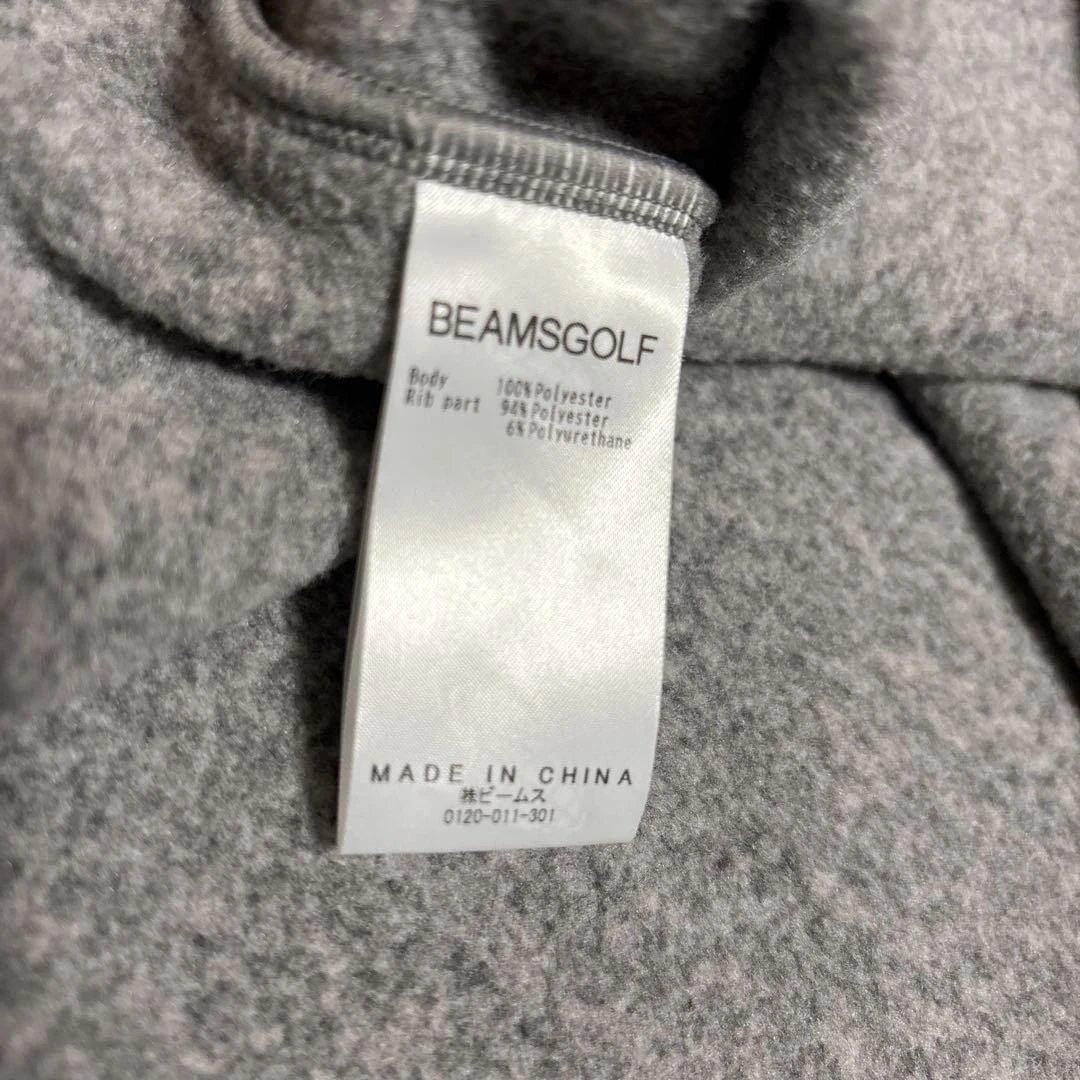 BEAMSGOLF
Body 100%Polyester
Rib part 94%Polyester
6%Polyurethane
MADE IN CHINA
㈱ビームス
0120-011-301